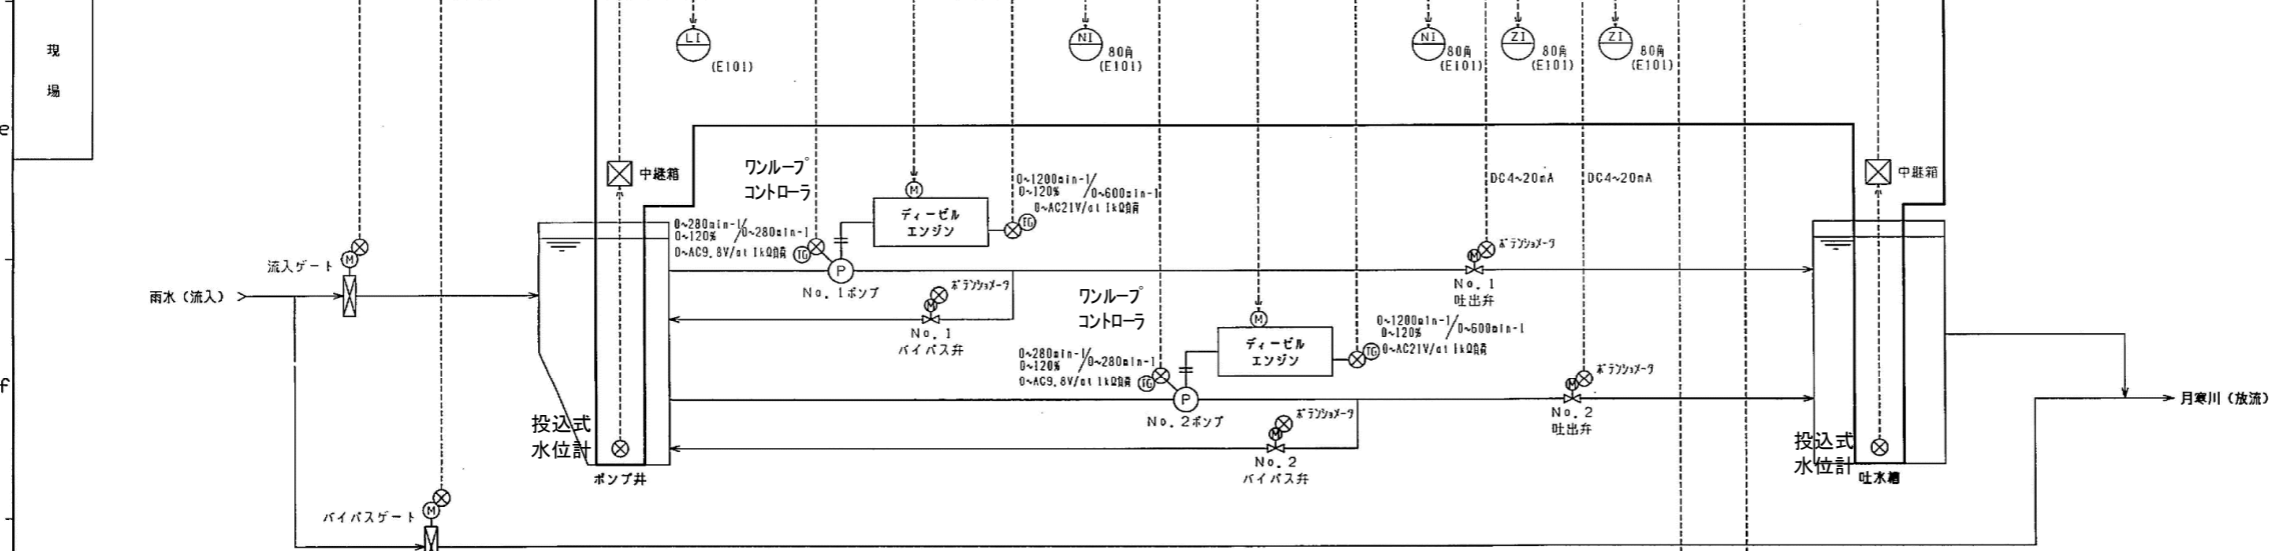 現
場
e
f
LI
(E101)
NI
80角
(E101)
NI
80角
(E101)
ZI
80角
(E101)
ZI
80角
(E101)
中継箱
ワンループ
コントローラ
M
ディーゼル
エンジン
0~1200min-1/
0~120% /0~600min-1
0~AC21V/at 1kΩ負荷
TG
0~280min-1/
0~120% /0~280min-1
0~AC9.8V/at 1kΩ負荷
TG
P
No.1ポンプ
DC4~20mA
DC4~20mA
中継箱
M
流入ゲート
雨水（流入）
ポテンショメータ
M
No.1
バイパス弁
ポテンショメータ
M
No.1
吐出弁
ワンループ
コントローラ
M
ディーゼル
エンジン
0~1200min-1/
0~120% /0~600min-1
TG
0~AC21V/at 1kΩ負荷
0~280min-1/
0~120% /0~280min-1
0~AC9.8V/at 1kΩ負荷
TG
P
No.2ポンプ
ポテンショメータ
M
No.2
バイパス弁
ポテンショメータ
M
No.2
吐出弁
月寒川（放流）
投込式
水位計
ポンプ井
投込式
水位計
吐水槽
M
バイパスゲート